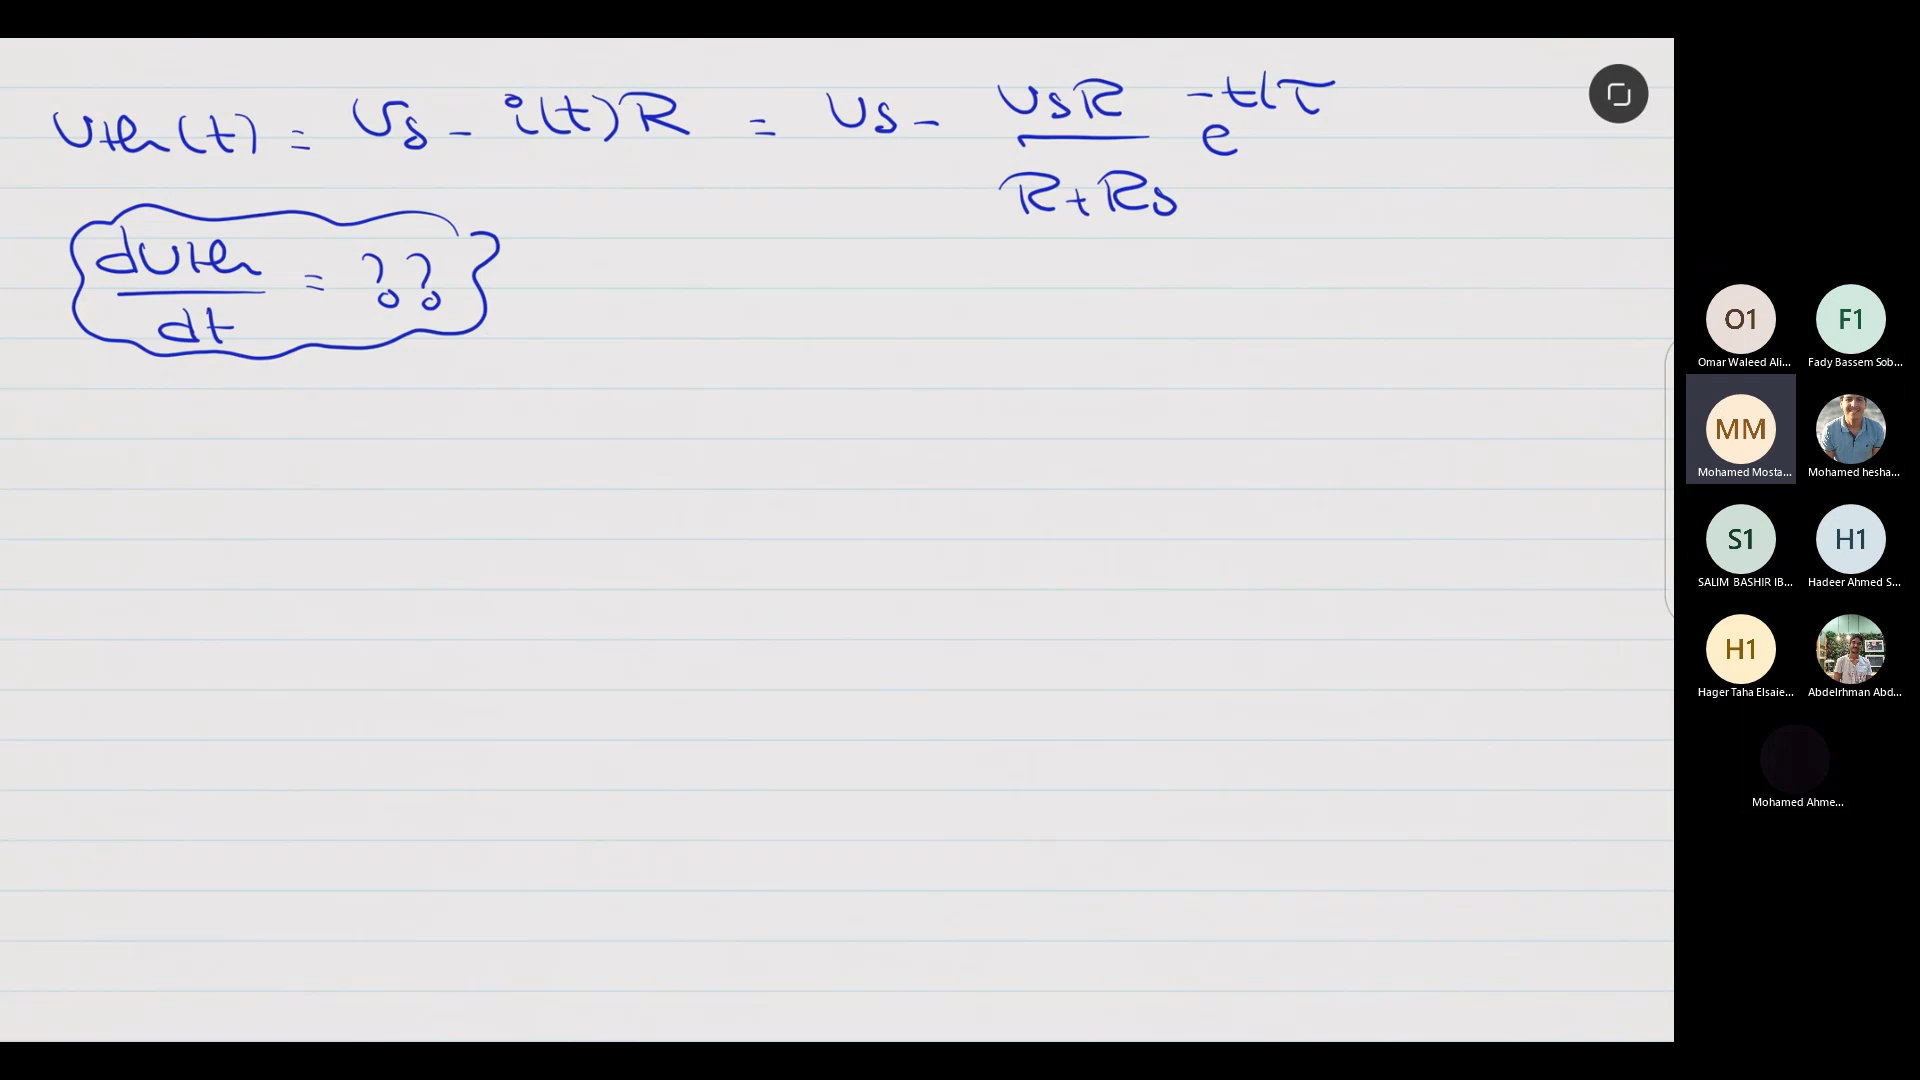 Vth(t) = Vs - i(t)R = Vs - VsR/R+Rs e^-t/τ
dVth/dt = ??
O1
F1
Omar Waleed Ali...
Fady Bassem Sob...
MM
Mohamed Mosta...
Mohamed hesha...
S1
H1
SALIM BASHIR IB...
Hadeer Ahmed S...
H1
Hager Taha Elsaie...
Abdelrhman Abd...
Mohamed Ahme...